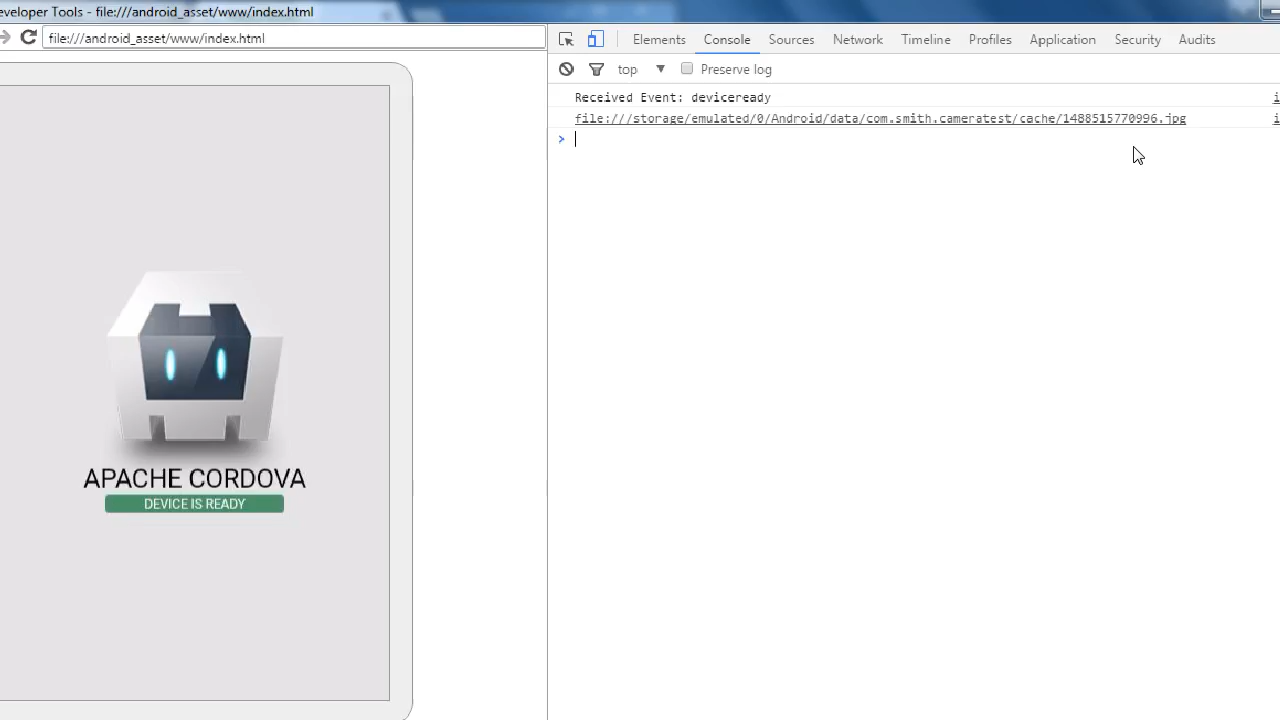 eveloper Tools - file:///android_asset/www/index.html
file:///android_asset/www/index.html
Elements Console Sources Network Timeline Profiles Application Security Audits
top Preserve log
Received Event: deviceready
file:///storage/emulated/0/Android/data/com.smith.cameratest/cache/1488515770996.jpg
>
APACHE CORDOVA
DEVICE IS READY